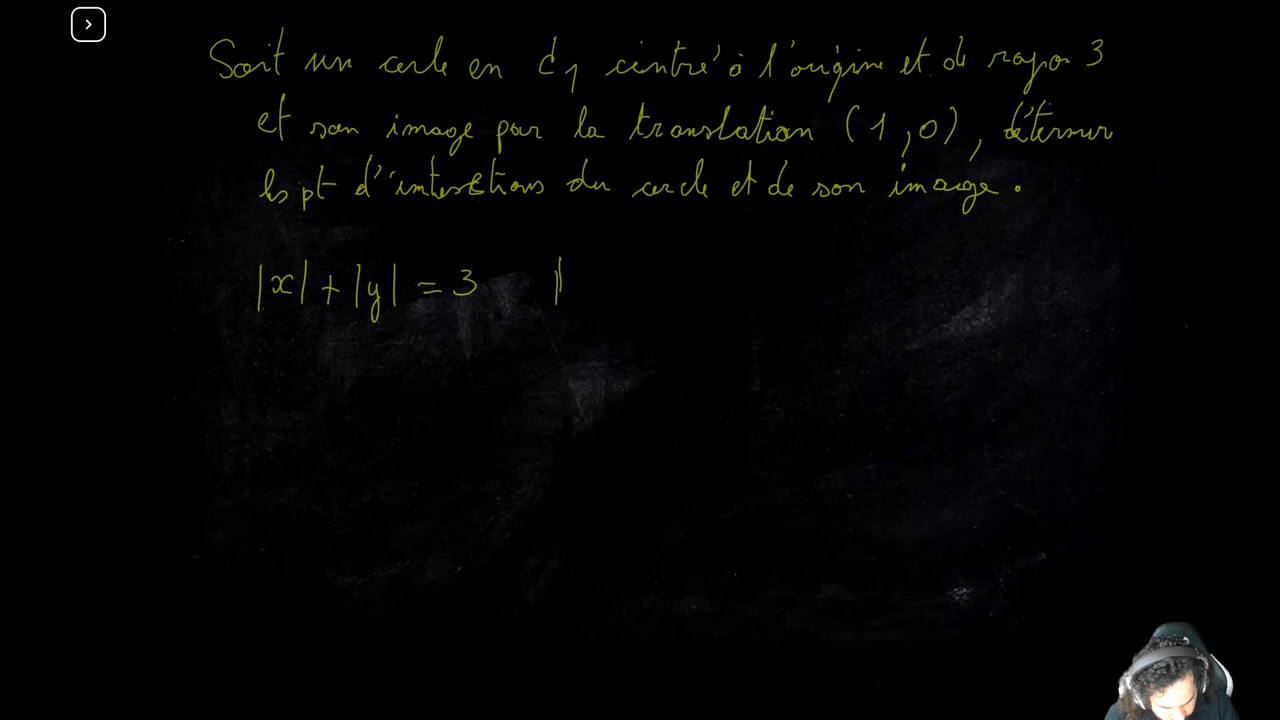 Soit un cercle en d1 centré à l'origine et de rayon 3
et son image par la translation (1,0), déterminer
les pt d'intersections du cercle et de son image.
|x| + |y| = 3 |